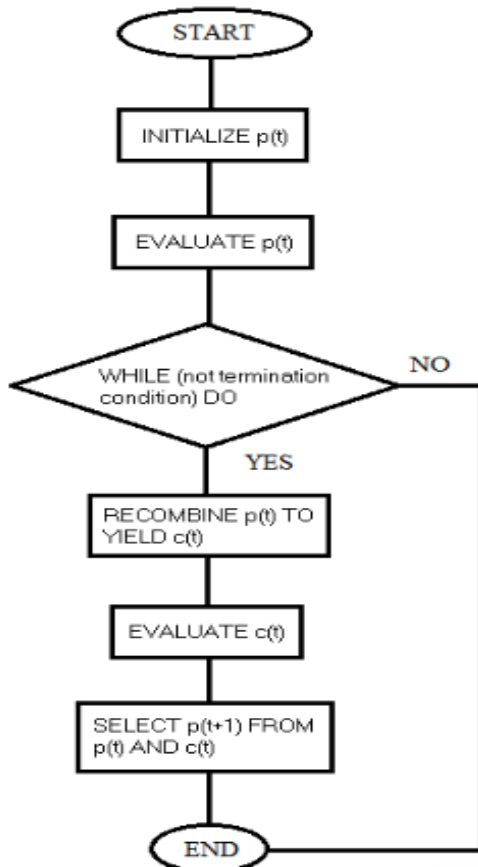 START
INITIALIZE p(t)
EVALUATE p(t)
WHILE (not termination
condition) DO
NO
YES
RECOMBINE p(t) TO
YIELD c(t)
EVALUATE c(t)
SELECT p(t+1) FROM
p(t) AND c(t)
END